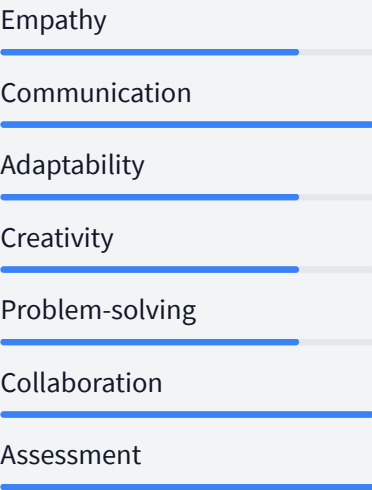 Empathy
Communication
Adaptability
Creativity
Problem-solving
Collaboration
Assessment